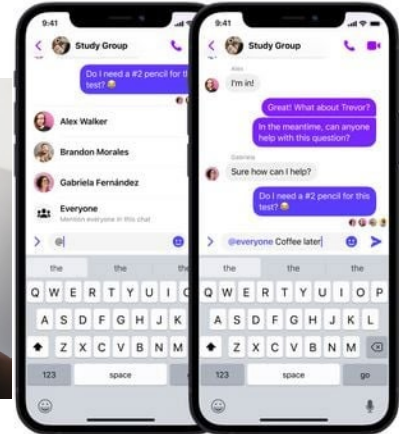 9:41
Study Group
Do I need a #2 pencil for th
test? 😂
Alex Walker
Brandon Morales
Gabriela Fernández
Everyone
Mention everyone in this chat
@
the the the
Q W E R T Y U I O
A S D F G H J K
Z X C V B N M
123 space
9:41
Study Group
Alex
I'm in!
Great! What about Trevor?
In the meantime, can anyone
help with this question?
Gabriela
Sure how can I help?
Do I need a #2 pencil for this
test? 😂
@everyone Coffee later
the the the
Q W E R T Y U I O P
A S D F G H J K L
Z X C V B N M
123 space go